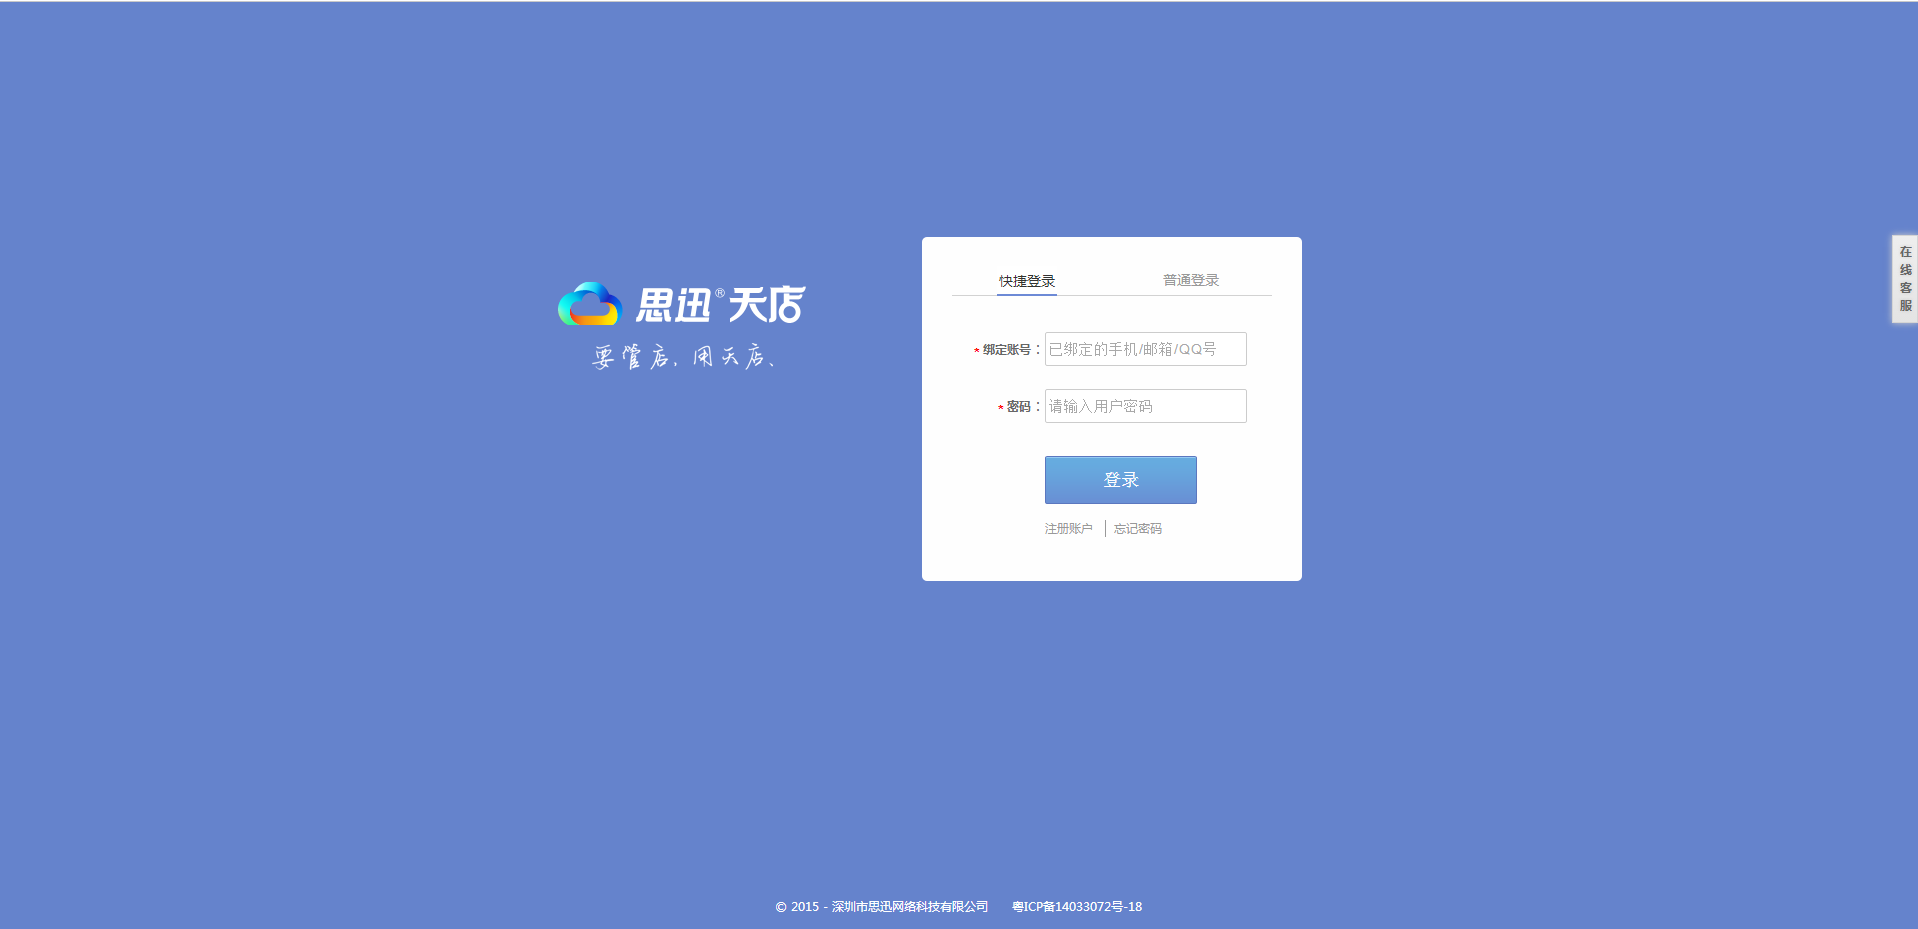 思迅®天店
要管店,用天店、
快捷登录 普通登录
*绑定账号： 已绑定的手机/邮箱/QQ号
*密码： 请输入用户密码
登录
注册账户 | 忘记密码
在线客服
© 2015 - 深圳市思迅网络科技有限公司 粤ICP备14033072号-18